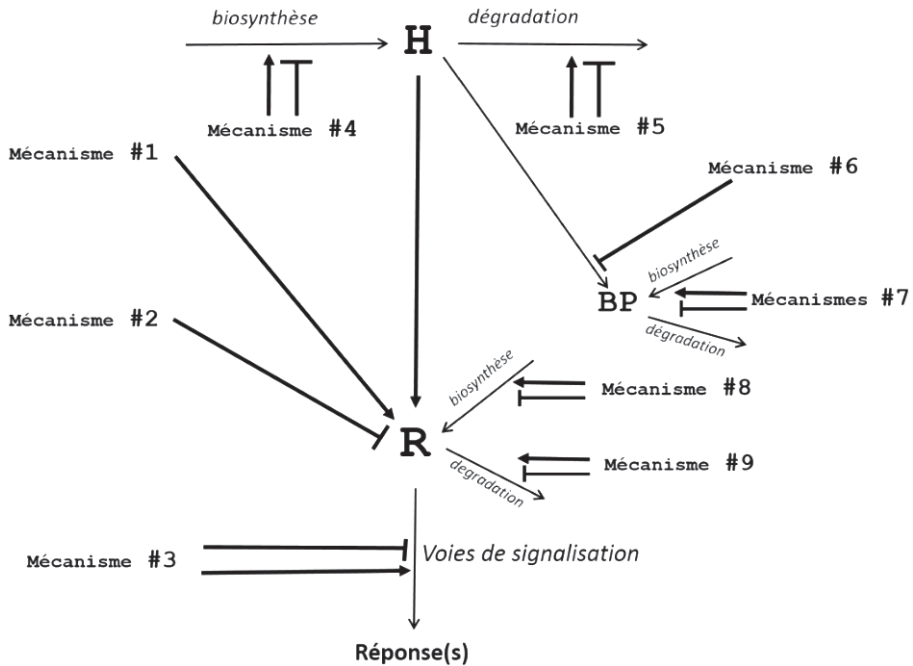 biosynthèse
dégradation
H
Mécanisme #4
Mécanisme #5
Mécanisme #1
Mécanisme #6
biosynthèse
BP
Mécanismes #7
dégradation
Mécanisme #2
biosynthèse
Mécanisme #8
R
Mécanisme #9
degradation
Mécanisme #3
Voies de signalisation
Réponse(s)